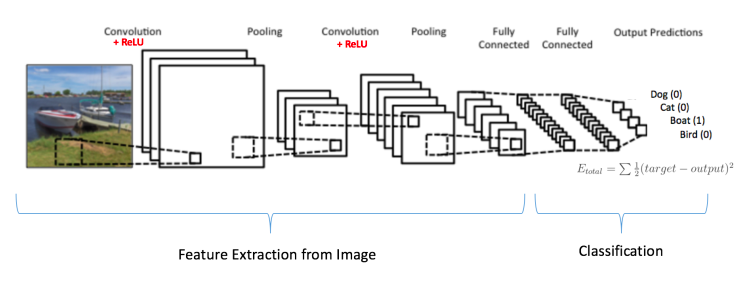 Convolution
+ ReLU
Pooling
Convolution
+ ReLU
Pooling
Fully
Connected
Fully
Connected
Output Predictions
Dog (0)
Cat (0)
Boat (1)
Bird (0)
E_total = ∑ ½(target − output)²
Feature Extraction from Image
Classification